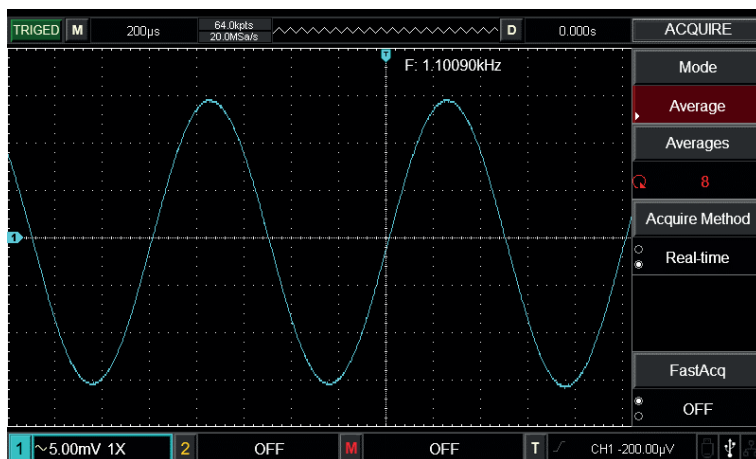 TRIGED M 200μs 64.0kpts D 0.000s ACQUIRE
20.0MSa/s
T
F: 1.10090kHz
Mode
Average
Averages
8
1
Acquire Method
Real-time
FastAcq
OFF
1 ~5.00mV 1X 2 OFF M OFF T CH1 -200.00μV